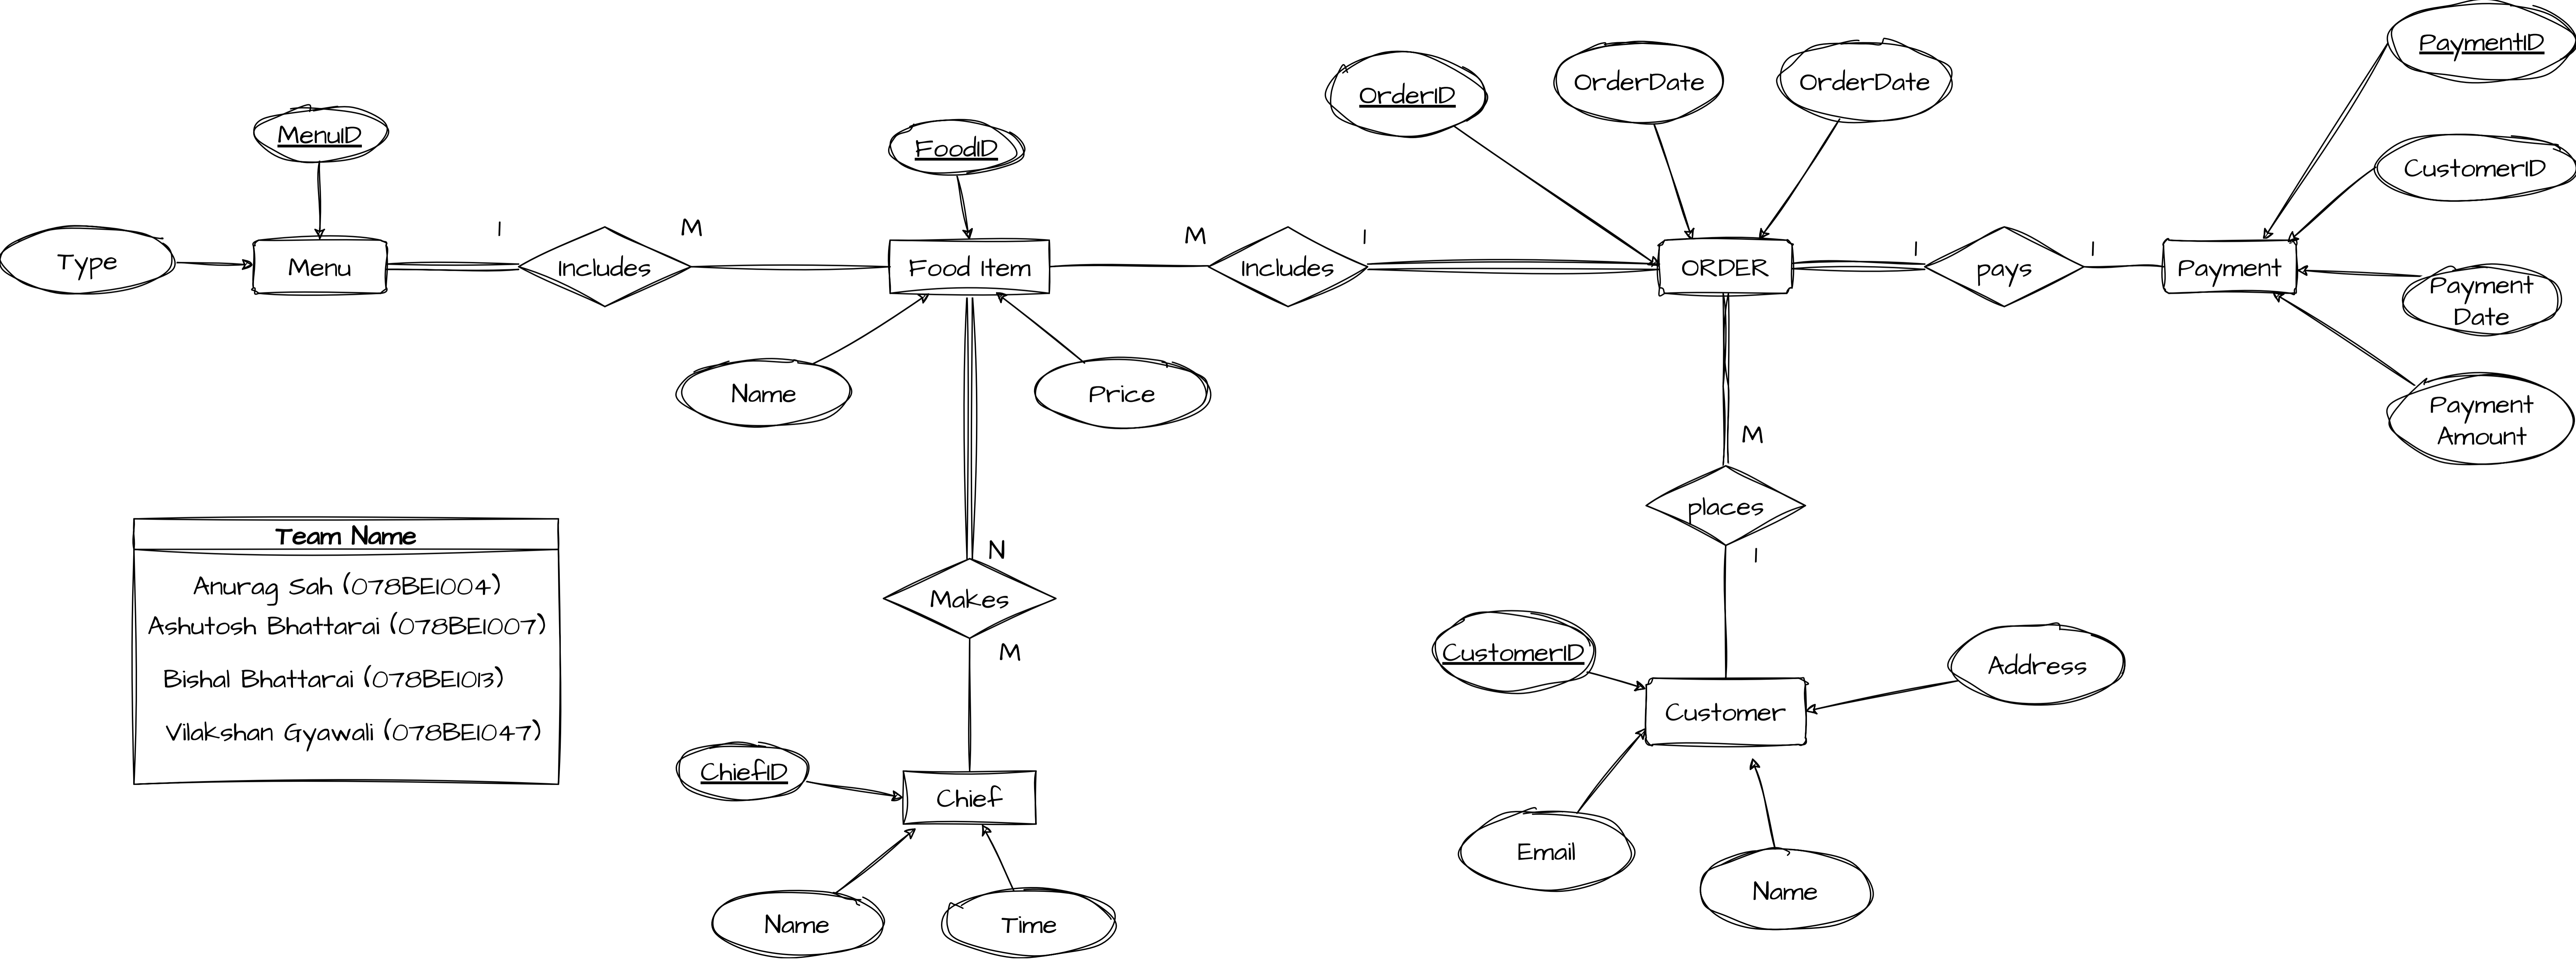 PaymentID
OrderID
OrderDate
OrderDate
MenuID
FoodID
CustomerID
Type
Menu
1
Includes
M
Food Item
M
Includes
1
ORDER
1
pays
1
Payment
Payment
Date
Name
Price
Payment
Amount
M
places
1
Team Name
Anurag Sah (078BEI004)
Ashutosh Bhattarai (078BEI007)
Bishal Bhattarai (078BEI013)
Vilakshan Gyawali (078BEI047)
N
Makes
M
CustomerID
Address
Customer
ChiefID
Chief
Email
Name
Name
Time